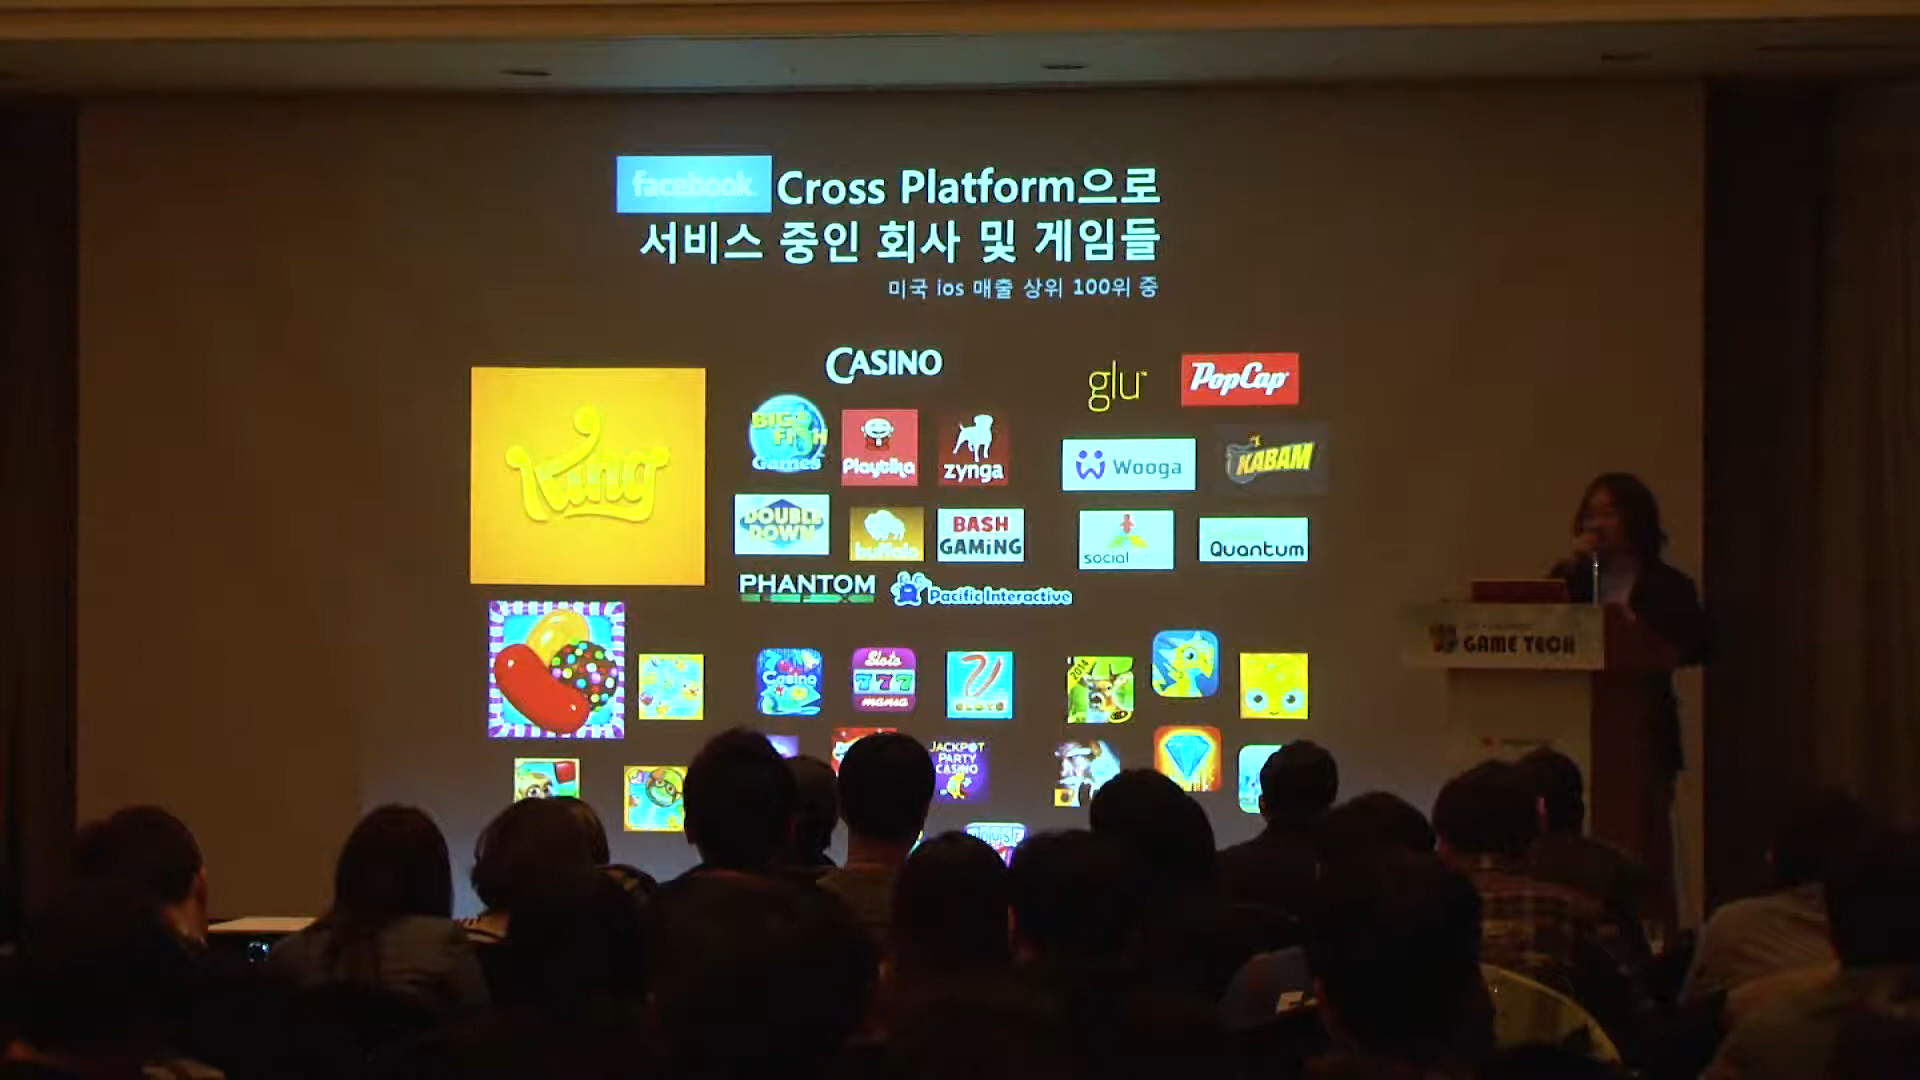 facebook Cross Platform으로
서비스 중인 회사 및 게임들
미국 ios 매출 상위 100위 중
King
CASINO
BIG FISH Games
Playtika
zynga
DOUBLE DOWN
buffalo
BASH GAMING
PHANTOM
EFX
Pacific Interactive
glu
PopCap
Wooga
KABAM
social
Quantum
Casino
Sloto
777
mania
SLOTS
2014
JACKPOT
PARTY
CASINO
GAME TECH